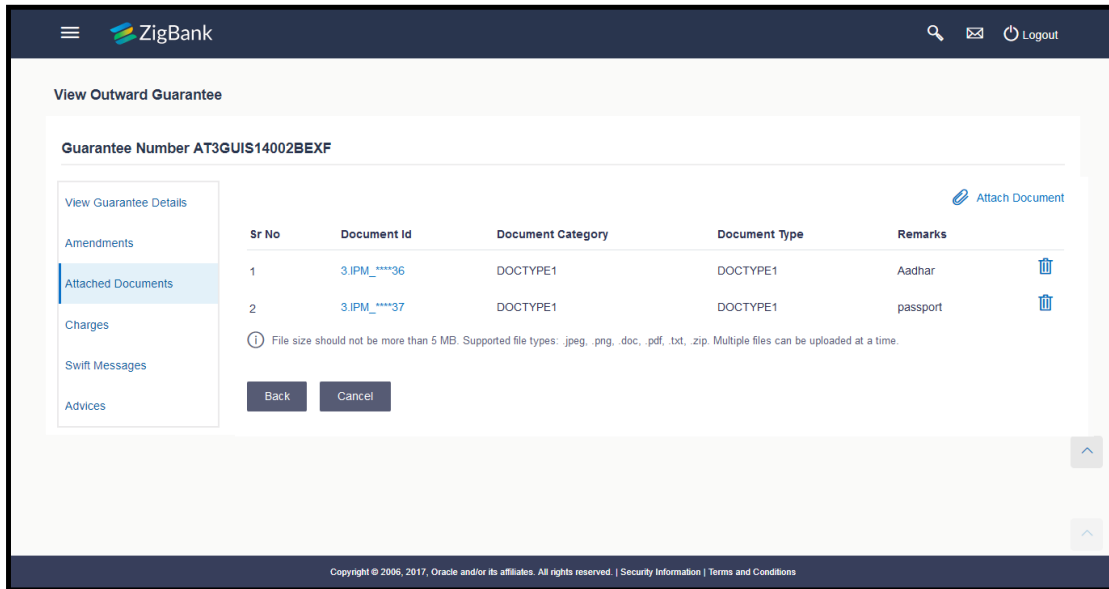 ZigBank
Logout
View Outward Guarantee
Guarantee Number AT3GUIS14002BEXF
View Guarantee Details
Amendments
Attached Documents
Charges
Swift Messages
Advices
Attach Document
Sr No Document Id Document Category Document Type Remarks
1 3.IPM_****36 DOCTYPE1 DOCTYPE1 Aadhar
2 3.IPM_****37 DOCTYPE1 DOCTYPE1 passport
File size should not be more than 5 MB. Supported file types: .jpeg, .png, .doc, .pdf, .txt, .zip. Multiple files can be uploaded at a time.
Back Cancel
Copyright © 2006, 2017, Oracle and/or its affiliates. All rights reserved. | Security Information | Terms and Conditions